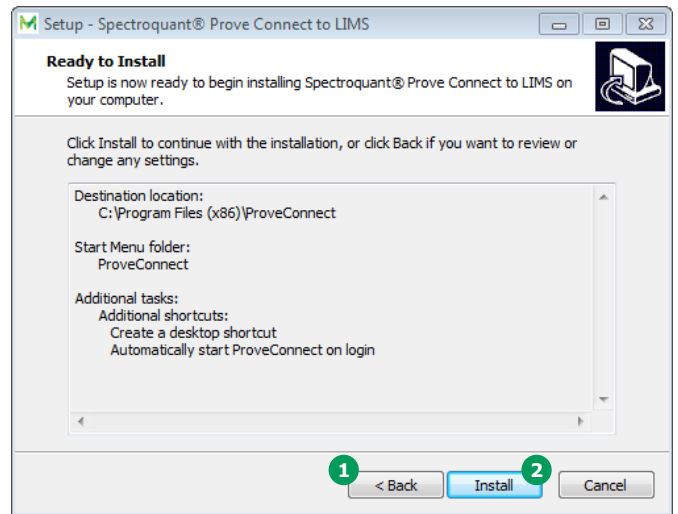 Setup - Spectroquant® Prove Connect to LIMS
Ready to Install
Setup is now ready to begin installing Spectroquant® Prove Connect to LIMS on
your computer.
Click Install to continue with the installation, or click Back if you want to review or
change any settings.
Destination location:
C:\Program Files (x86)\ProveConnect
Start Menu folder:
ProveConnect
Additional tasks:
Additional shortcuts:
Create a desktop shortcut
Automatically start ProveConnect on login
1 < Back Install 2 Cancel